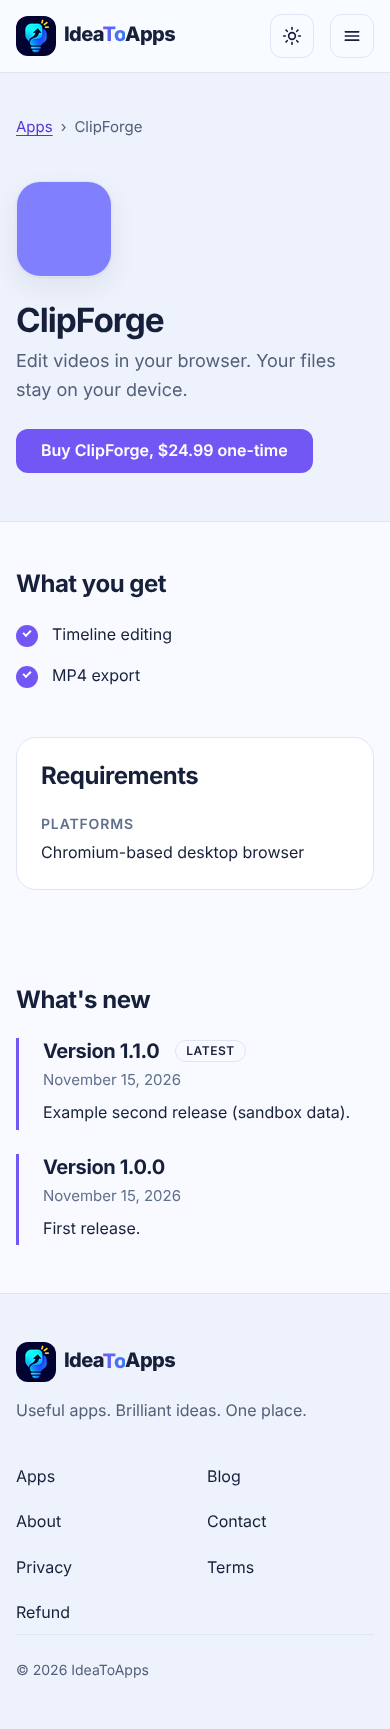 IdeaToApps
Apps › ClipForge
ClipForge
Edit videos in your browser. Your files
stay on your device.
Buy ClipForge, $24.99 one-time
What you get
Timeline editing
MP4 export
Requirements
PLATFORMS
Chromium-based desktop browser
What's new
Version 1.1.0 LATEST
November 15, 2026
Example second release (sandbox data).
Version 1.0.0
November 15, 2026
First release.
IdeaToApps
Useful apps. Brilliant ideas. One place.
Apps Blog
About Contact
Privacy Terms
Refund
© 2026 IdeaToApps